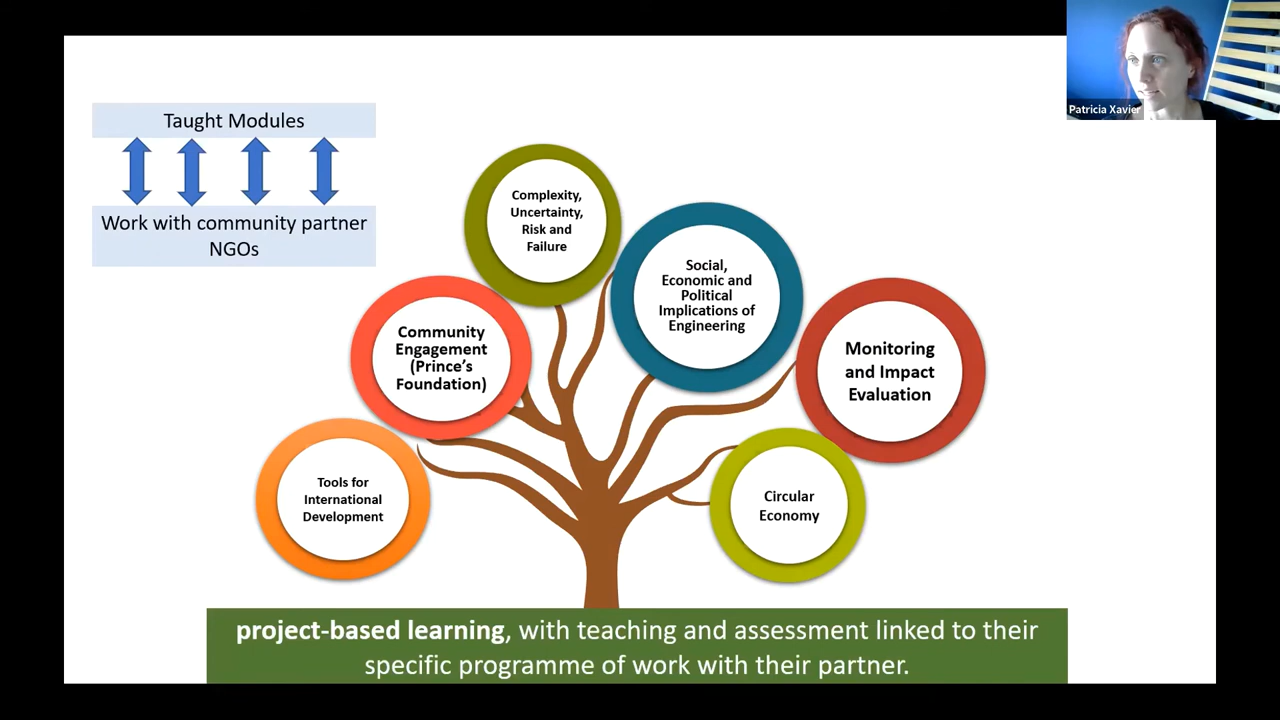 Patricia Xavier
Taught Modules
Work with community partner
NGOs
Complexity,
Uncertainty,
Risk and
Failure
Social,
Economic and
Political
Implications of
Engineering
Community
Engagement
(Prince's
Foundation)
Monitoring
and Impact
Evaluation
Tools for
International
Development
Circular
Economy
project-based learning, with teaching and assessment linked to their
specific programme of work with their partner.